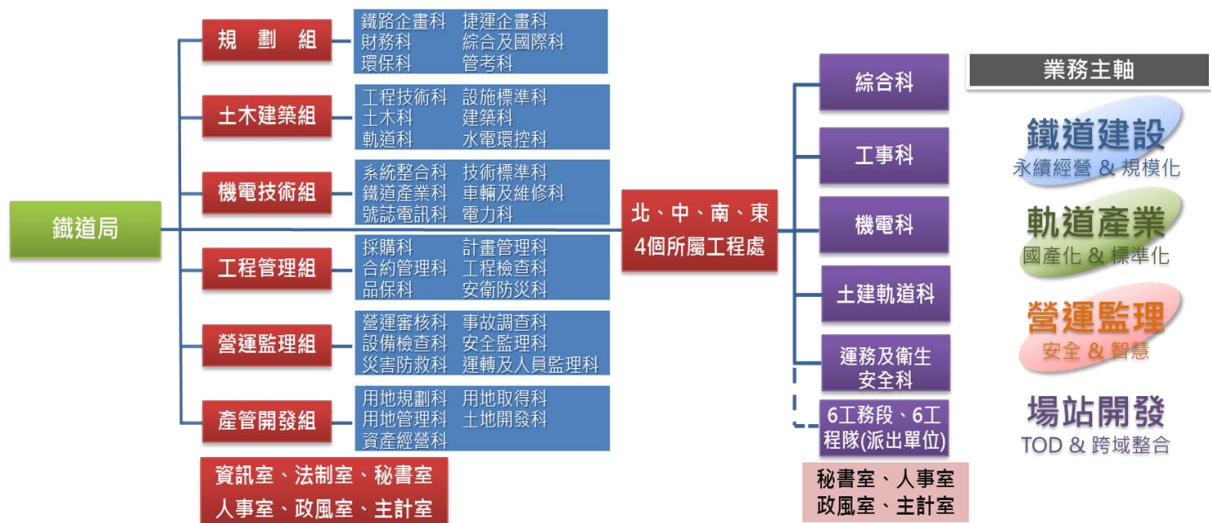 鐵道局
規劃組
鐵路企畫科 捷運企畫科
財務科 綜合及國際科
環保科 管考科
土木建築組
工程技術科 設施標準科
土木科 建築科
軌道科 水電環控科
機電技術組
系統整合科 技術標準科
鐵道產業科 車輛及維修科
號誌電訊科 電力科
工程管理組
採購科 計畫管理科
合約管理科 工程檢查科
品保科 安衛防災科
營運監理組
營運審核科 事故調查科
設備檢查科 安全監理科
災害防救科 運轉及人員監理科
產管開發組
用地規劃科 用地取得科
用地管理科 土地開發科
資產經營科
資訊室、法制室、秘書室
人事室、政風室、主計室
北、中、南、東
4個所屬工程處
綜合科
工事科
機電科
土建軌道科
運務及衛生
安全科
6工務段、6工
程隊(派出單位)
秘書室、人事室
政風室、主計室
業務主軸
鐵道建設
永續經營 & 規模化
軌道產業
國產化 & 標準化
營運監理
安全 & 智慧
場站開發
TOD & 跨域整合